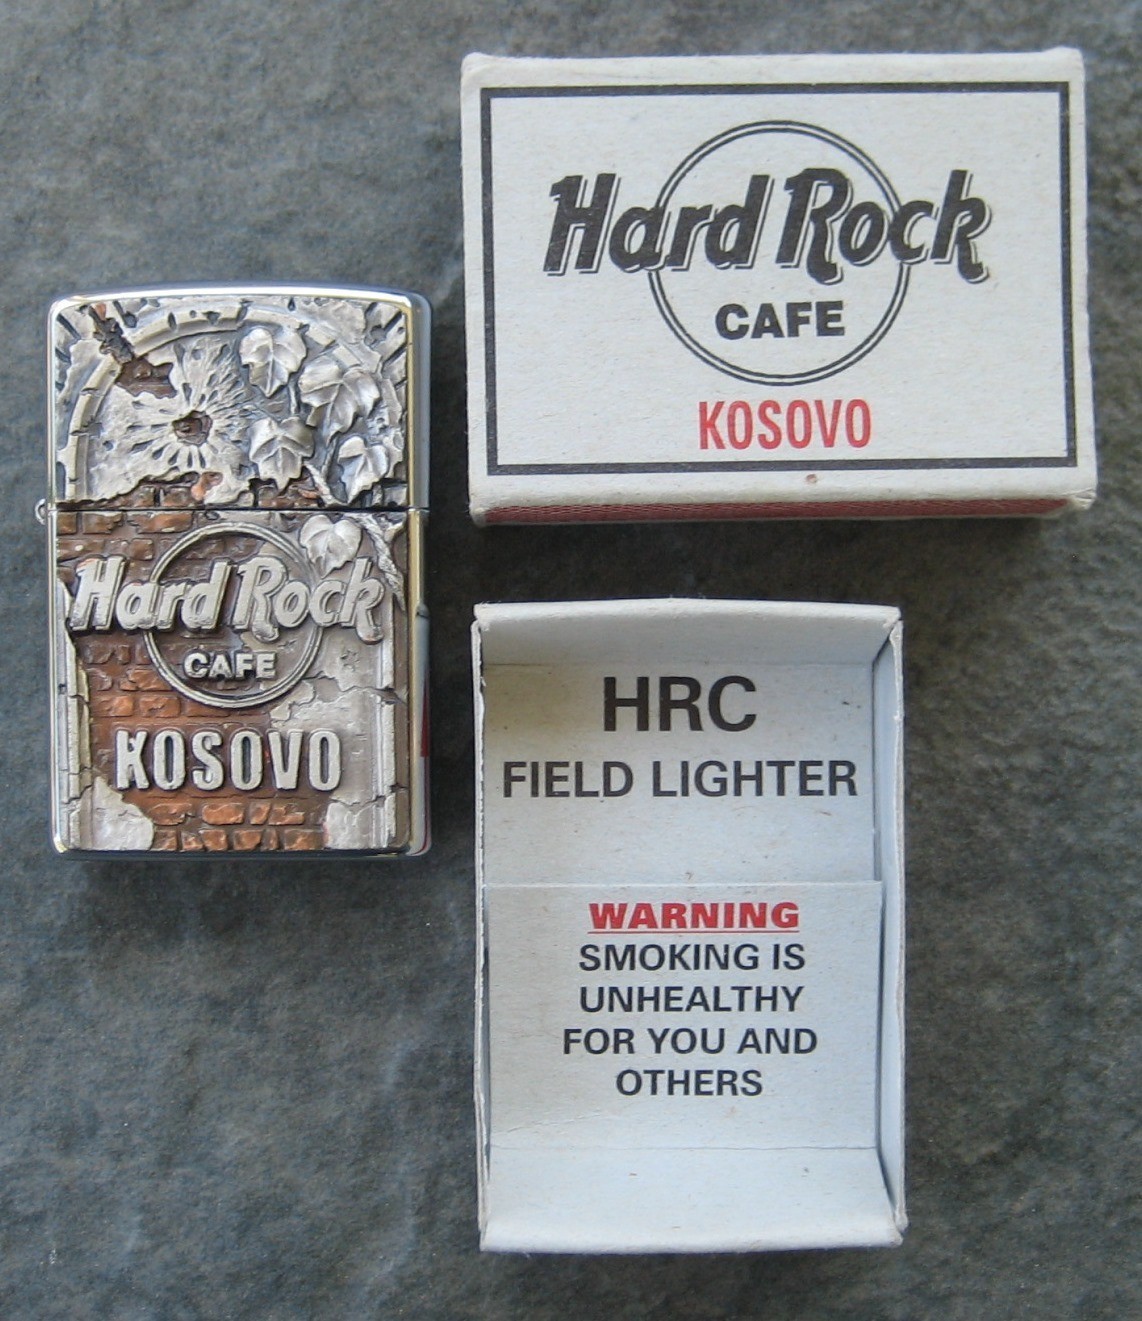 Hard Rock
CAFE
KOSOVO
Hard Rock
CAFE
KOSOVO
HRC
FIELD LIGHTER
WARNING
SMOKING IS
UNHEALTHY
FOR YOU AND
OTHERS